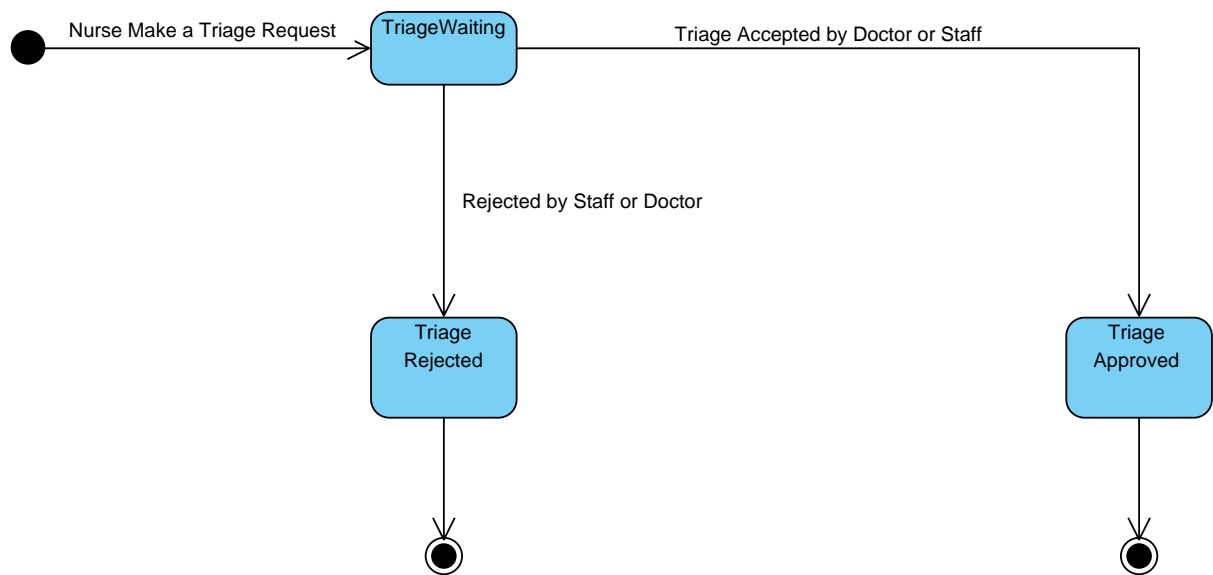 Nurse Make a Triage Request
TriageWaiting
Triage Accepted by Doctor or Staff
Rejected by Staff or Doctor
Triage
Rejected
Triage
Approved